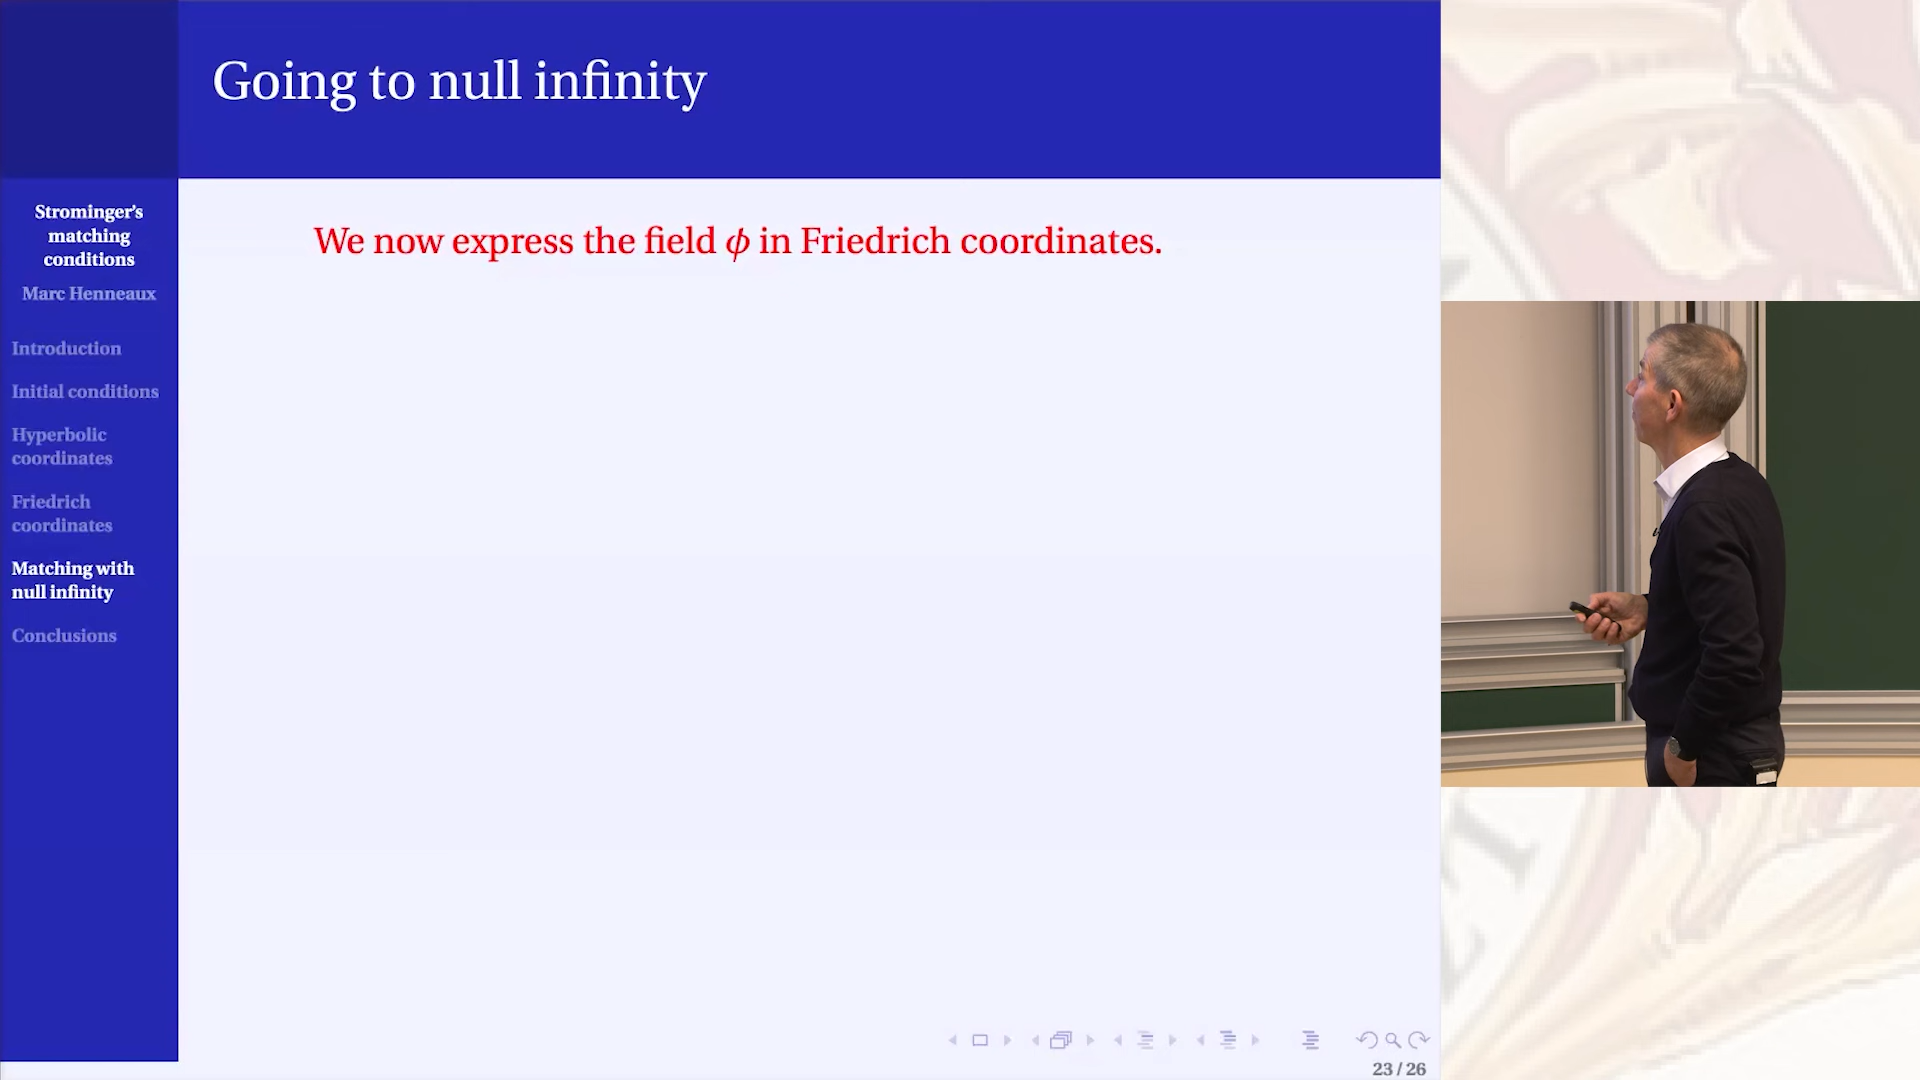 Going to null infinity
Strominger's
matching
conditions
Marc Henneaux
Introduction
Initial conditions
Hyperbolic
coordinates
Friedrich
coordinates
Matching with
null infinity
Conclusions
We now express the field ϕ in Friedrich coordinates.
23 / 26